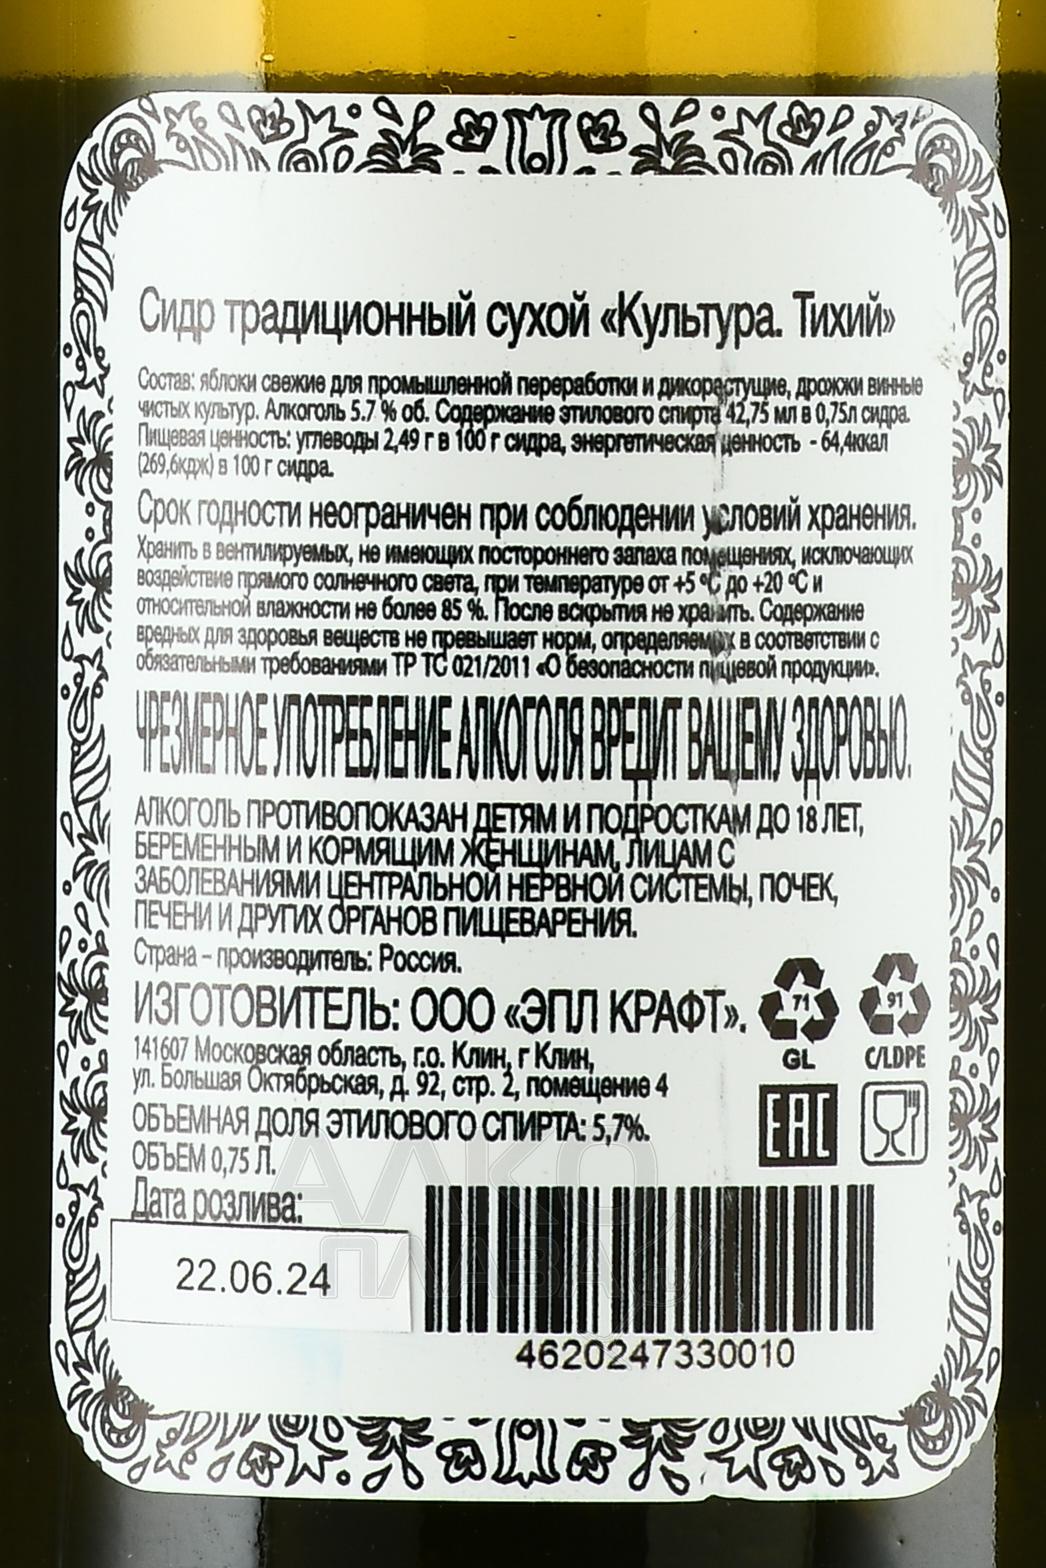 Сидр традиционный сухой «Культура. Тихий»
Состав: яблоки свежие для промышленной переработки и дикорастущие, дрожжи винные
чистых культур. Алкоголь 5.7 % об. Содержание этилового спирта 42,75 мл в 0,75л сидра.
Пищевая ценность: углеводы 2,49 г в 100 г сидра, энергетическая ценность - 64,4ккал
(269,6кдж) в 100 г сидра.
Срок годности неограничен при соблюдении условий хранения.
Хранить в вентилируемых, не имеющих постороннего запаха помещениях, исключающих
воздействие прямого солнечного света, при температуре от +5 °С до +20 °С и
относительной влажности не более 85 %. После вскрытия не хранить. Содержание
вредных для здоровья веществ не превышает норм, определяемых в соответствии с
обязательными требованиями ТР ТС 021/2011 «О безопасности пищевой продукции».
ЧРЕЗМЕРНОЕ УПОТРЕБЛЕНИЕ АЛКОГОЛЯ ВРЕДИТ ВАШЕМУ ЗДОРОВЬЮ.
АЛКОГОЛЬ ПРОТИВОПОКАЗАН ДЕТЯМ И ПОДРОСТКАМ ДО 18 ЛЕТ,
БЕРЕМЕННЫМ И КОРМЯЩИМ ЖЕНЩИНАМ, ЛИЦАМ С
ЗАБОЛЕВАНИЯМИ ЦЕНТРАЛЬНОЙ НЕРВНОЙ СИСТЕМЫ, ПОЧЕК,
ПЕЧЕНИ И ДРУГИХ ОРГАНОВ ПИЩЕВАРЕНИЯ.
Страна – производитель: Россия.
ИЗГОТОВИТЕЛЬ: ООО «ЭПЛ КРАФТ».
141607 Московская область, г.о. Клин, г Клин,
ул. Большая Октябрьская, д. 92, стр. 2, помещение 4
71
GL
91
C/LDPE
EAC
ОБЪЕМНАЯ ДОЛЯ ЭТИЛОВОГО СПИРТА: 5,7%.
ОБЪЕМ 0,75 Л.
Дата розлива:
22.06.24
4620247330010
АЛКО
ПЛАВКА